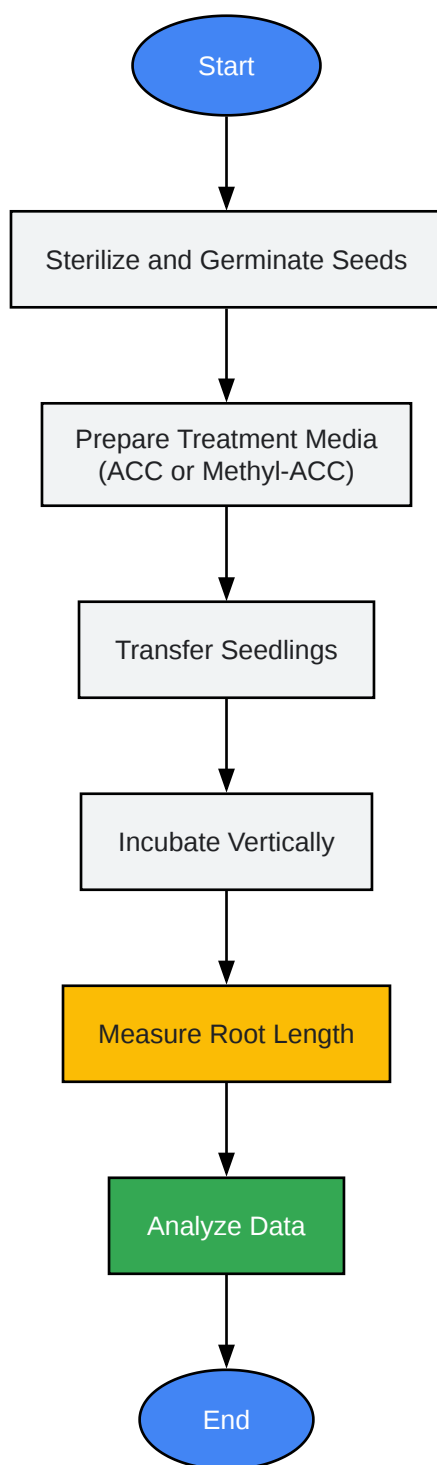 Start
Sterilize and Germinate Seeds
Prepare Treatment Media
(ACC or Methyl-ACC)
Transfer Seedlings
Incubate Vertically
Measure Root Length
Analyze Data
End